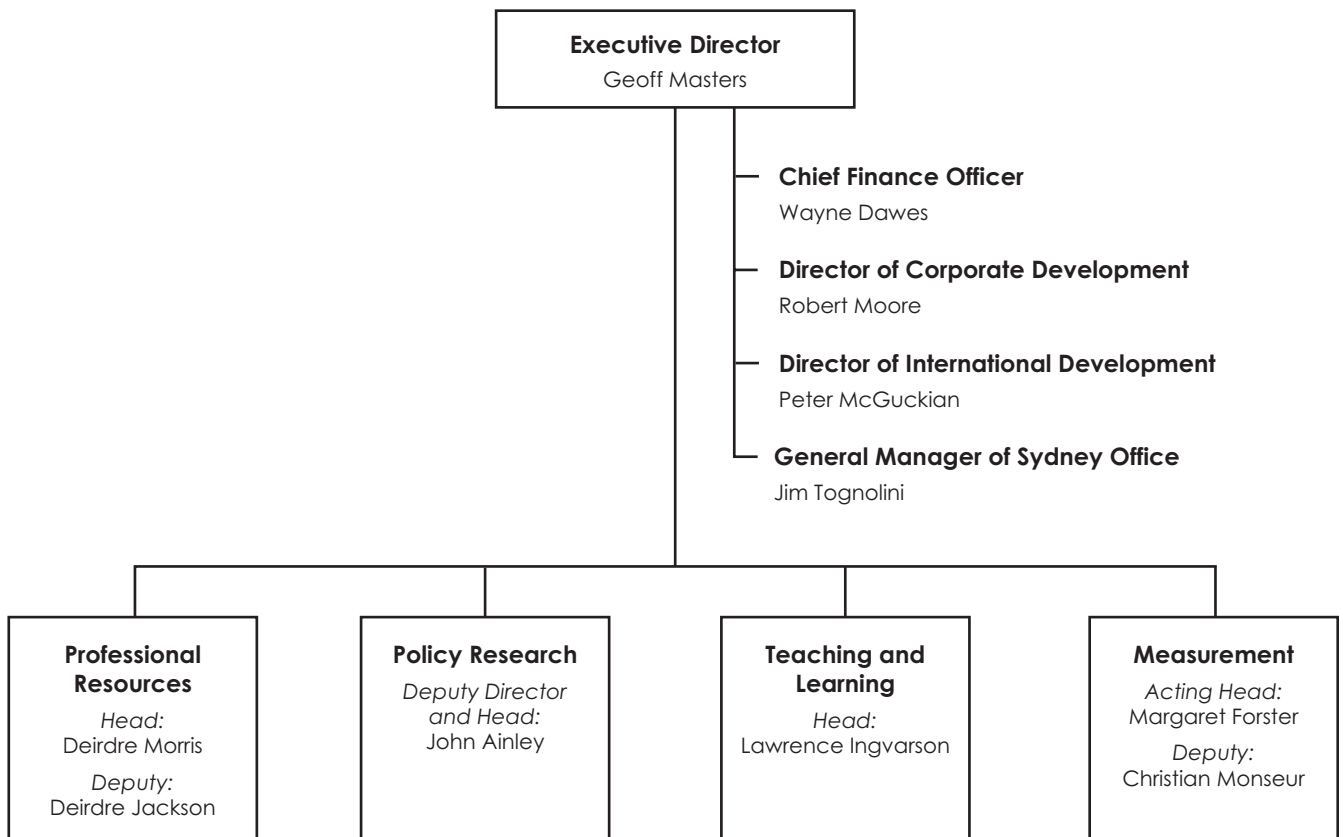 Executive Director
Geoff Masters
Chief Finance Officer
Wayne Dawes
Director of Corporate Development
Robert Moore
Director of International Development
Peter McGuckian
General Manager of Sydney Office
Jim Tognolini
Professional
Resources
Head:
Deirdre Morris
Deputy:
Deirdre Jackson
Policy Research
Deputy Director
and Head:
John Ainley
Teaching and
Learning
Head:
Lawrence Ingvarson
Measurement
Acting Head:
Margaret Forster
Deputy:
Christian Monseur